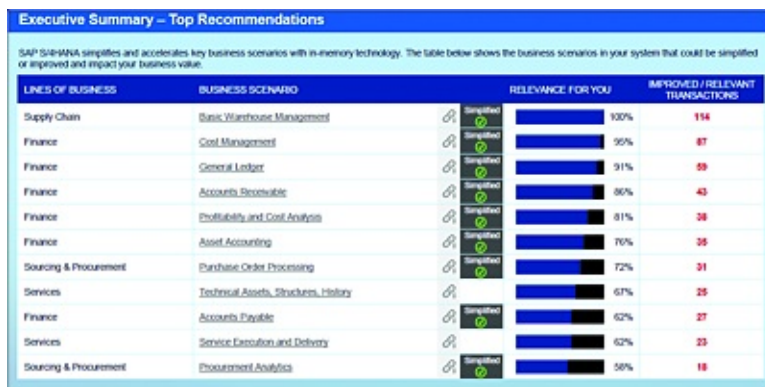 Executive Summary – Top Recommendations
SAP S/4HANA simplifies and accelerates key business scenarios with in-memory technology. The table below shows the business scenarios in your system that could be simplified
or improved and impact your business value.
LINES OF BUSINESS BUSINESS SCENARIO RELEVANCE FOR YOU IMPROVED / RELEVANT
TRANSACTIONS
Supply Chain Basic Warehouse Management Simplified 100% 114
Finance Cost Management Simplified 95% 87
Finance General Ledger Simplified 91% 59
Finance Accounts Receivable Simplified 86% 43
Finance Profitability and Cost Analysis Simplified 81% 38
Finance Asset Accounting Simplified 76% 35
Sourcing & Procurement Purchase Order Processing Simplified 72% 31
Services Technical Assets, Structures, History 67% 25
Finance Accounts Payable Simplified 62% 27
Services Service Execution and Delivery 62% 23
Sourcing & Procurement Procurement Analytics Simplified 58% 18